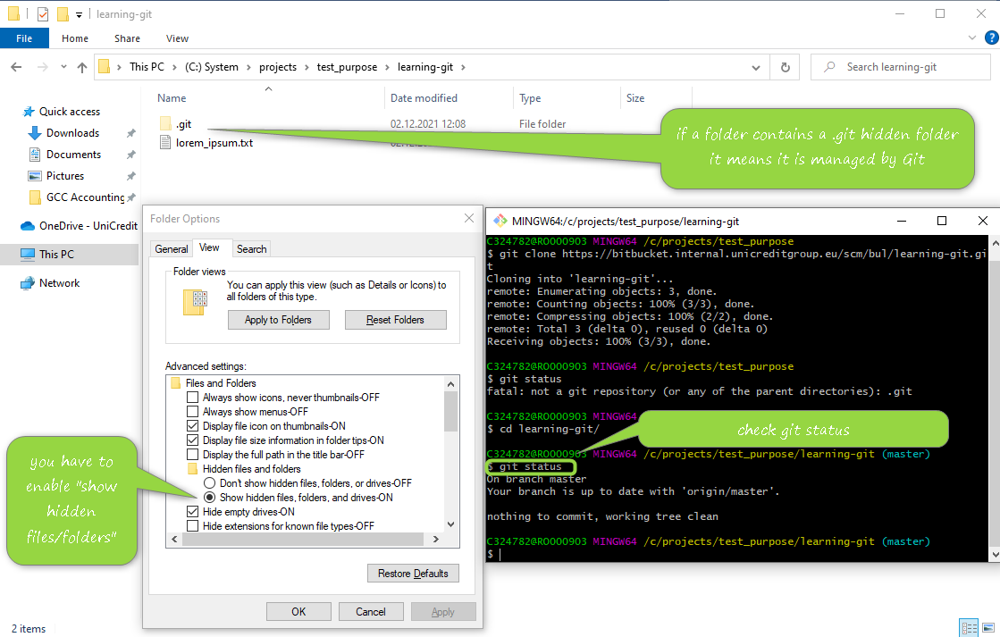 learning-git
File Home Share View
This PC > (C:) System > projects > test_purpose > learning-git >
Search learning-git
Name Date modified Type Size
.git 02.12.2021 12:08 File folder
lorem_ipsum.txt
Quick access
Downloads
Documents
Pictures
GCC Accounting
OneDrive - UniCredit
This PC
Network
if a folder contains a .git hidden folder
it means it is managed by Git
Folder Options
General View Search
Folder views
You can apply this view (such as Details or Icons) to
all folders of this type.
Apply to Folders Reset Folders
Advanced settings:
Files and Folders
Always show icons, never thumbnails-OFF
Always show menus-OFF
Display file icon on thumbnails-ON
Display file size information in folder tips-ON
Display the full path in the title bar-OFF
Hidden files and folders
Don't show hidden files, folders, or drives-OFF
Show hidden files, folders, and drives-ON
Hide empty drives-ON
Hide extensions for known file types-OFF
Restore Defaults
OK Cancel Apply
you have to
enable "show
hidden
files/folders"
MINGW64:/c/projects/test_purpose/learning-git
C324782@RO000903 MINGW64 /c/projects/test_purpose
$ git clone https://bitbucket.internal.unicreditgroup.eu/scm/bul/learning-git.gi
t
Cloning into 'learning-git'...
remote: Enumerating objects: 3, done.
remote: Counting objects: 100% (3/3), done.
remote: Compressing objects: 100% (2/2), done.
remote: Total 3 (delta 0), reused 0 (delta 0)
Receiving objects: 100% (3/3), done.
C324782@RO000903 MINGW64 /c/projects/test_purpose
$ git status
fatal: not a git repository (or any of the parent directories): .git
C324782@RO000903 MINGW64
$ cd learning-git/
check git status
C324782@RO000903 MINGW64 /c/projects/test_purpose/learning-git (master)
$ git status
On branch master
Your branch is up to date with 'origin/master'.
nothing to commit, working tree clean
C324782@RO000903 MINGW64 /c/projects/test_purpose/learning-git (master)
$
2 items